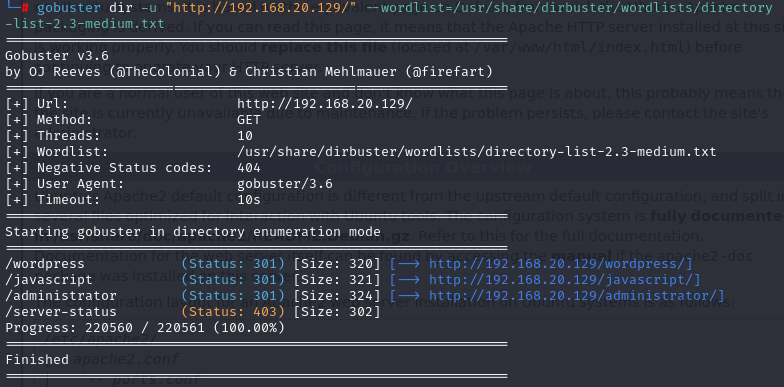 └─# gobuster dir -u "http://192.168.20.129/" --wordlist=/usr/share/dirbuster/wordlists/directory
-list-2.3-medium.txt
Gobuster v3.6
by OJ Reeves (@TheColonial) & Christian Mehlmauer (@firefart)
[+] Url: http://192.168.20.129/
[+] Method: GET
[+] Threads: 10
[+] Wordlist: /usr/share/dirbuster/wordlists/directory-list-2.3-medium.txt
[+] Negative Status codes: 404
[+] User Agent: gobuster/3.6
[+] Timeout: 10s
Starting gobuster in directory enumeration mode
/wordpress (Status: 301) [Size: 320] [--> http://192.168.20.129/wordpress/]
/javascript (Status: 301) [Size: 321] [--> http://192.168.20.129/javascript/]
/administrator (Status: 301) [Size: 324] [--> http://192.168.20.129/administrator/]
/server-status (Status: 403) [Size: 302]
Progress: 220560 / 220561 (100.00%)
Finished